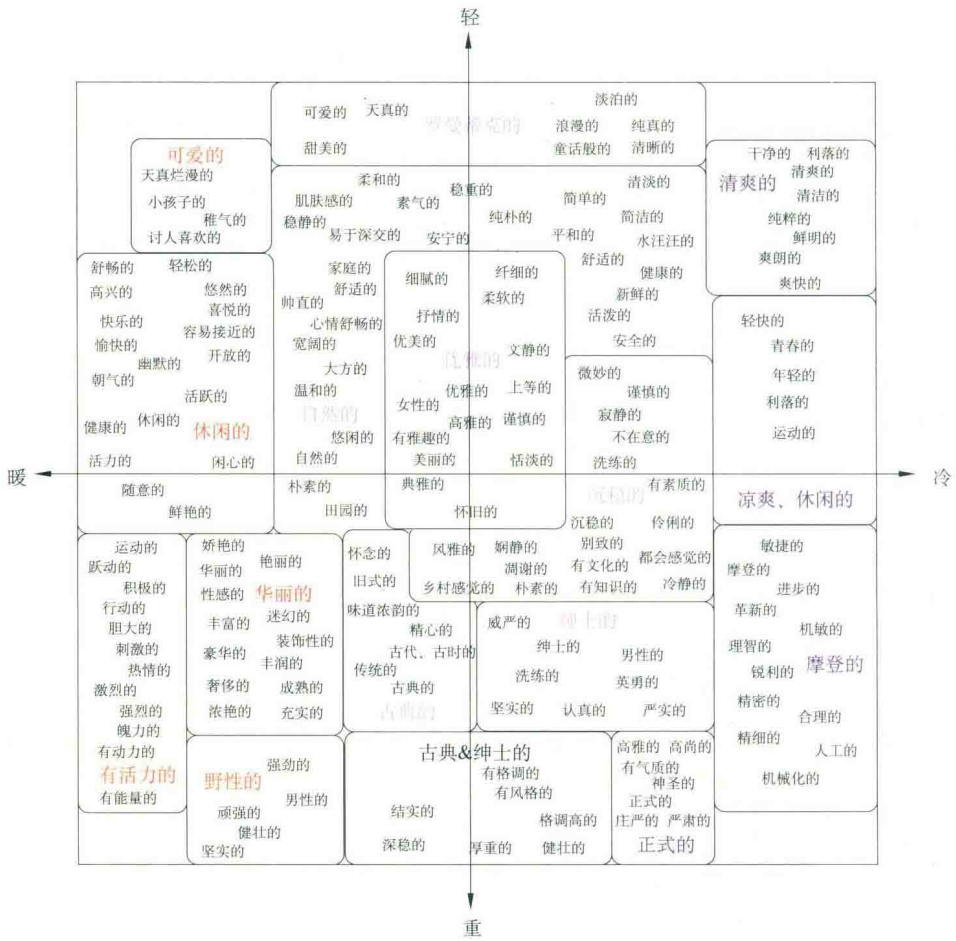 轻
淡泊的
可爱的 天真的
罗曼蒂克的
浪漫的 纯真的
甜美的
童话般的 清晰的
可爱的
天真烂漫的
小孩子的
稚气的
讨人喜欢的
柔和的
稳重的
清淡的
肌肤感的
素气的
简单的
稳静的
纯朴的
简洁的
易于深交的 安宁的
平和的
水汪汪的
舒适的
健康的
新鲜的
活泼的
安全的
干净的 利落的
清爽的
清爽的
清洁的
纯粹的
鲜明的
爽朗的
爽快的
舒畅的 轻松的
高兴的
悠然的
喜悦的
快乐的
容易接近的
愉快的
开放的
幽默的
朝气的
活跃的
休闲的
健康的
休闲的
活力的
闲心的
随意的
鲜艳的
家庭的
舒适的
帅直的
心情舒畅的
宽阔的
大方的
温和的
自然的
悠闲的
自然的
朴素的
田园的
细腻的
纤细的
柔软的
抒情的
优美的
文静的
优雅的
优雅的
上等的
女性的
高雅的
谨慎的
有雅趣的
美丽的
恬淡的
典雅的
怀旧的
微妙的
谨慎的
寂静的
不在意的
洗练的
有素质的
沉稳的
沉稳的
伶俐的
风雅的
娴静的
别致的
凋谢的
有文化的
都会感觉的
乡村感觉的 朴素的
有知识的
冷静的
轻快的
青春的
年轻的
利落的
运动的
凉爽、休闲的
暖
冷
运动的
跃动的
积极的
行动的
胆大的
刺激的
热情的
激烈的
强烈的
魄力的
有动力的
有活力的
有能量的
娇艳的
艳丽的
华丽的
性感的
华丽的
迷幻的
丰富的
装饰性的
豪华的
丰润的
奢侈的 成熟的
浓艳的 充实的
怀念的
旧式的
味道浓韵的
精心的
古代、古时的
传统的
古典的
古典的
威严的
绅士的
绅士的
男性的
洗练的
英勇的
坚实的 认真的 严实的
敏捷的
摩登的
进步的
革新的
机敏的
理智的
摩登的
锐利的
精密的
合理的
精细的
人工的
机械化的
强劲的
野性的
男性的
顽强的
健壮的
坚实的
古典&绅士的
有格调的
有风格的
结实的
格调高的
深稳的 厚重的 健壮的
高雅的 高尚的
有气质的
神圣的
正式的
庄严的 严肃的
正式的
重